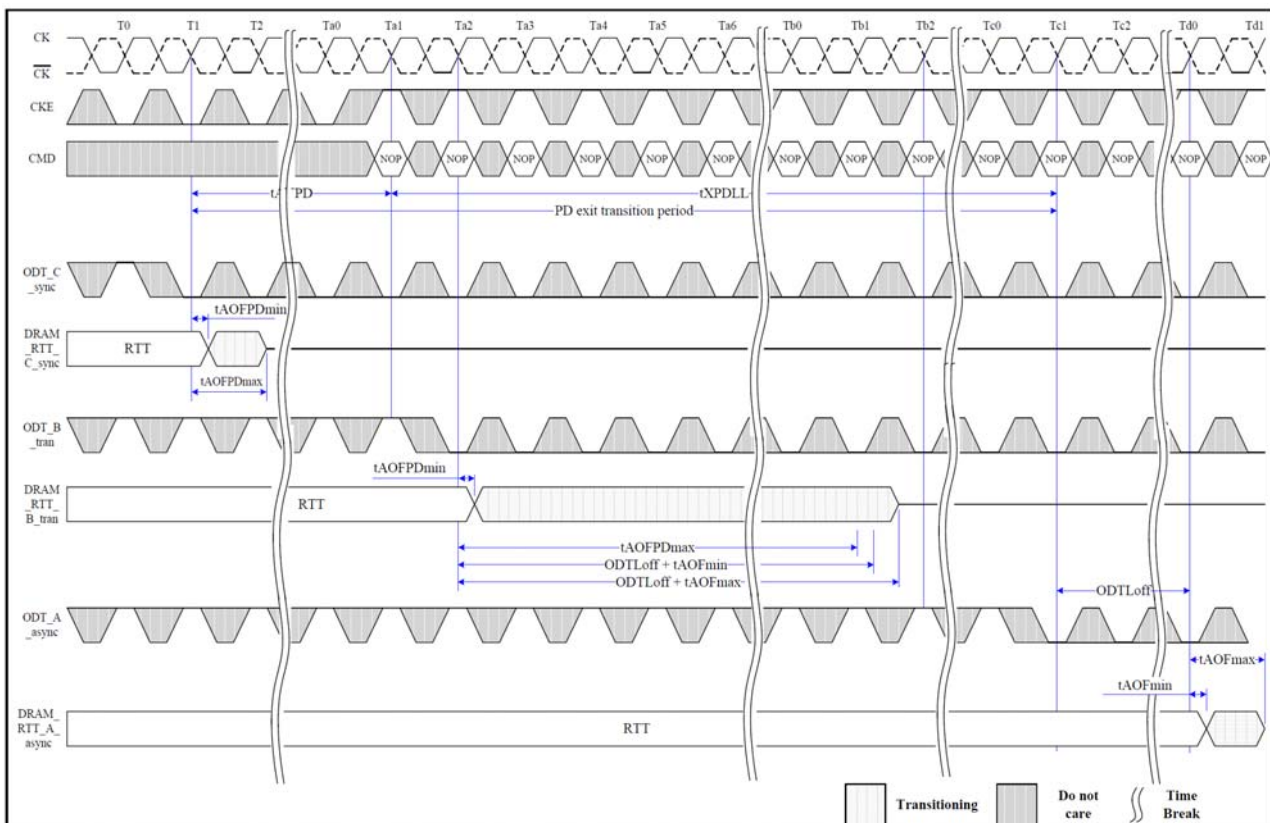 T0 T1 T2 Ta0 Ta1 Ta2 Ta3 Ta4 Ta5 Ta6 Tb0 Tb1 Tb2 Tc0 Tc1 Tc2 Td0 Td1
CK
CK
CKE
CMD
NOP NOP NOP NOP NOP NOP NOP NOP NOP NOP NOP NOP NOP NOP
tXPDLL
PD exit transition period
ODT_C
_sync
tAOFPDmin
DRAM
_RTT_
C_sync
RTT
tAOFPDmax
ODT_B
_tran
tAOFPDmin
DRAM
_RTT_
B_tran
RTT
tAOFPDmax
ODTLoff + tAOFmin
ODTLoff + tAOFmax
ODTLoff
ODT_A
_async
tAOFmax
tAOFmin
DRAM_
RTT_A_
async
RTT
Transitioning
Do not
care
Time
Break